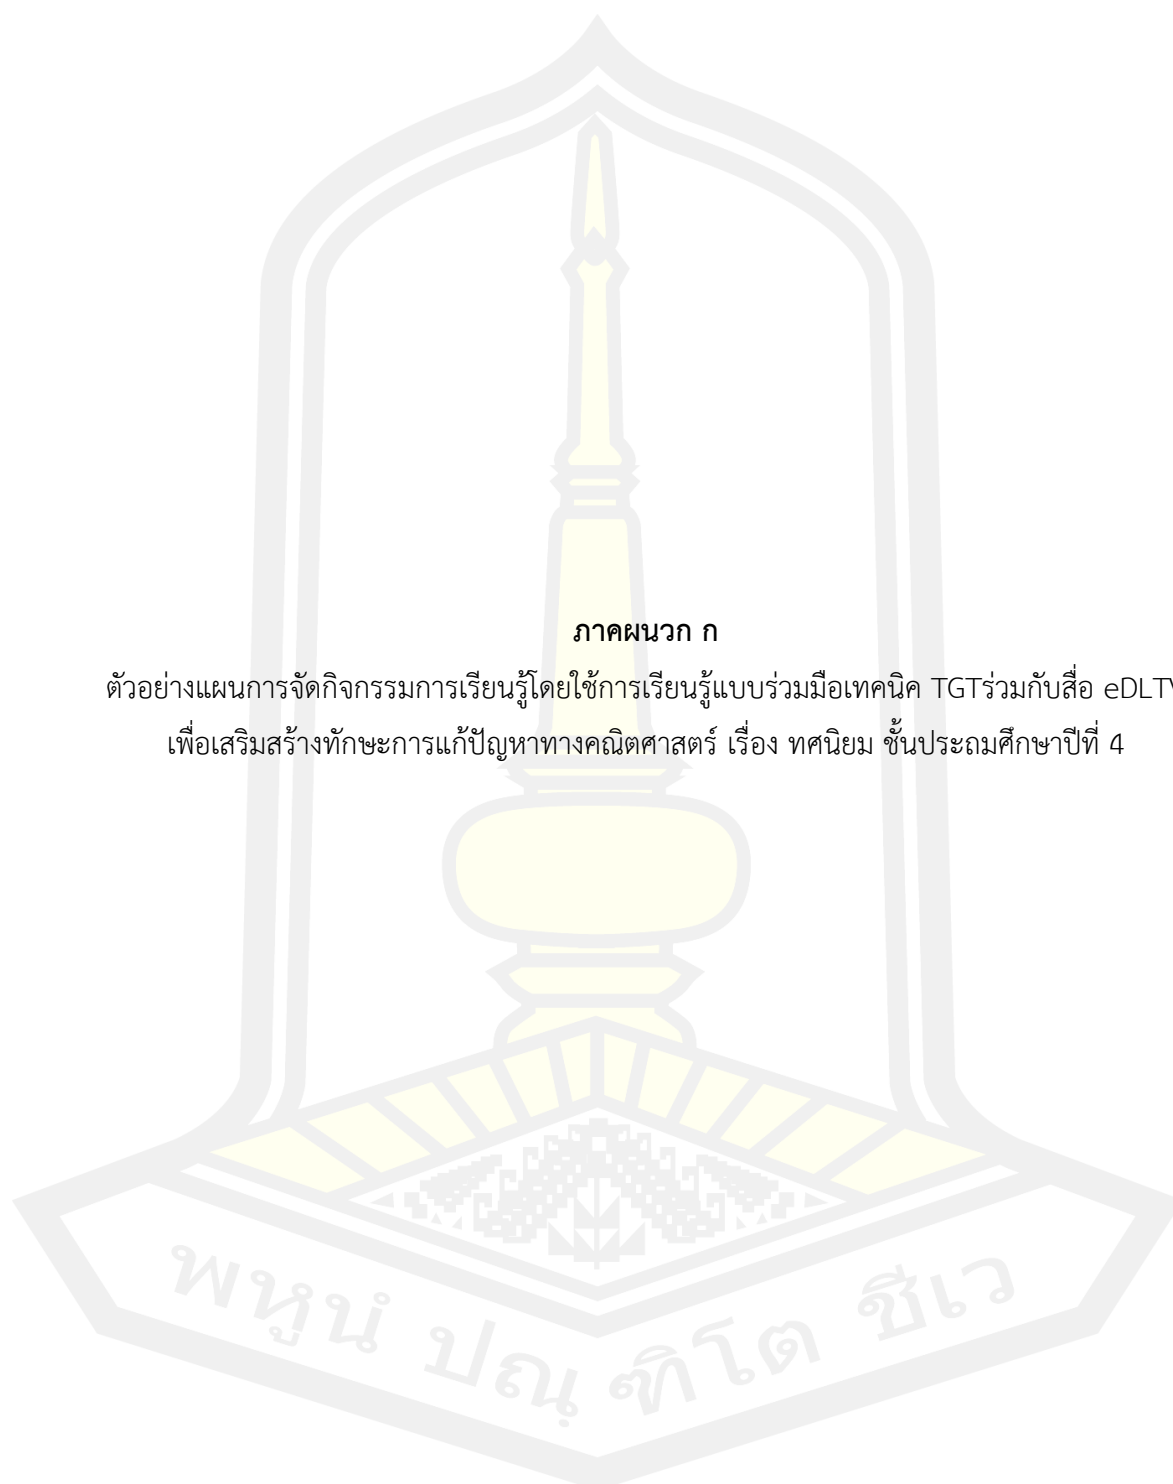 ภาคผนวก ก
ตัวอย่างแผนการจัดกิจกรรมการเรียนรู้โดยใช้การเรียนรู้แบบร่วมมือเทคนิค TGTร่วมกับสื่อ eDLTV
เพื่อเสริมสร้างทักษะการแก้ปัญหาทางคณิตศาสตร์ เรื่อง ทศนิยม ชั้นประถมศึกษาปีที่ 4
พหูนํ ปณฺฑิโต ชีเว